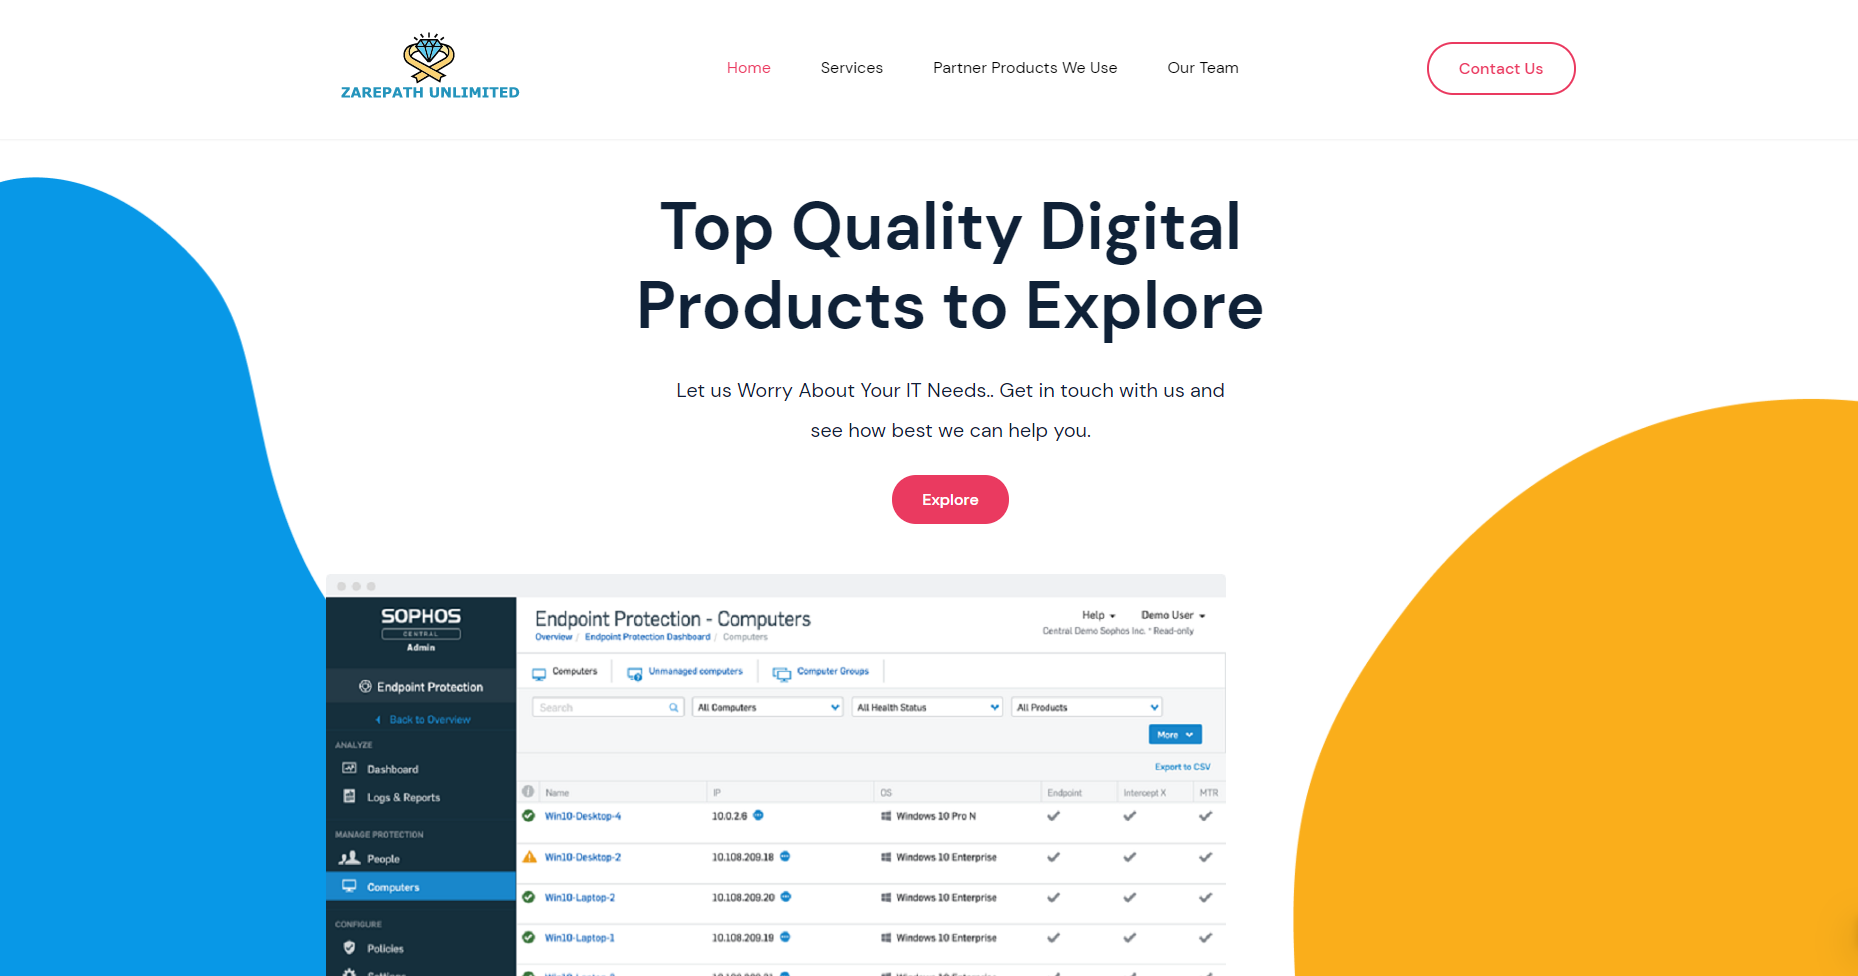 ZAREPATH UNLIMITED
Home Services Partner Products We Use Our Team
Contact Us
Top Quality Digital
Products to Explore
Let us Worry About Your IT Needs.. Get in touch with us and
see how best we can help you.
Explore
SOPHOS
CENTRAL
Admin
Endpoint Protection
Back to Overview
ANALYZE
Dashboard
Logs & Reports
MANAGE PROTECTION
People
Computers
CONFIGURE
Policies
Settings
Endpoint Protection - Computers
Overview / Endpoint Protection Dashboard / Computers
Help Demo User
Central Demo Sophos Inc. * Read-only
Computers Unmanaged computers Computer Groups
Search All Computers All Health Status All Products
More
Export to CSV
Name IP OS Endpoint Intercept X MTR
Win10-Desktop-4 10.0.2.6 Windows 10 Pro N
Win10-Desktop-2 10.108.209.18 Windows 10 Enterprise
Win10-Laptop-2 10.108.209.20 Windows 10 Enterprise
Win10-Laptop-1 10.108.209.19 Windows 10 Enterprise